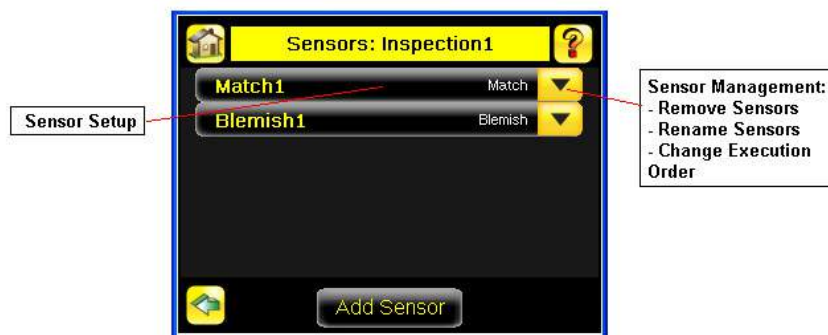 Sensors: Inspection1
?
Match1 Match
Blemish1 Blemish
Add Sensor
Sensor Setup
Sensor Management:
- Remove Sensors
- Rename Sensors
- Change Execution
Order